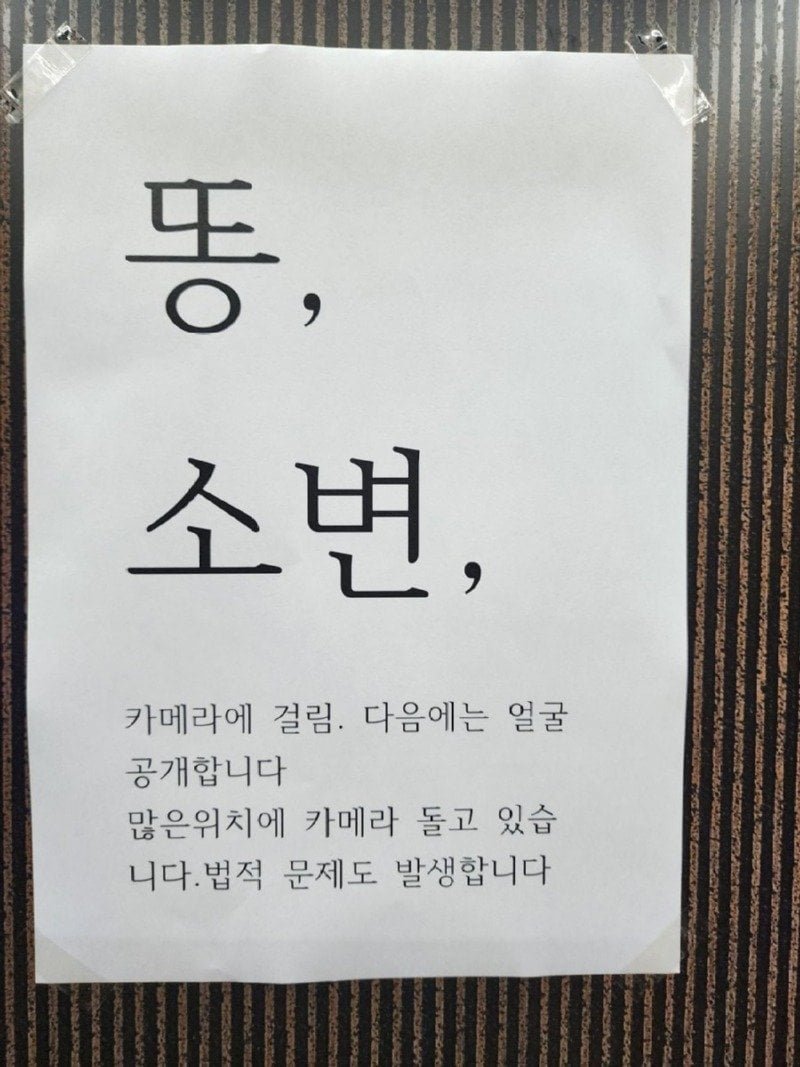 똥,
소변,
카메라에 걸림. 다음에는 얼굴
공개합니다
많은위치에 카메라 돌고 있습
니다.법적 문제도 발생합니다